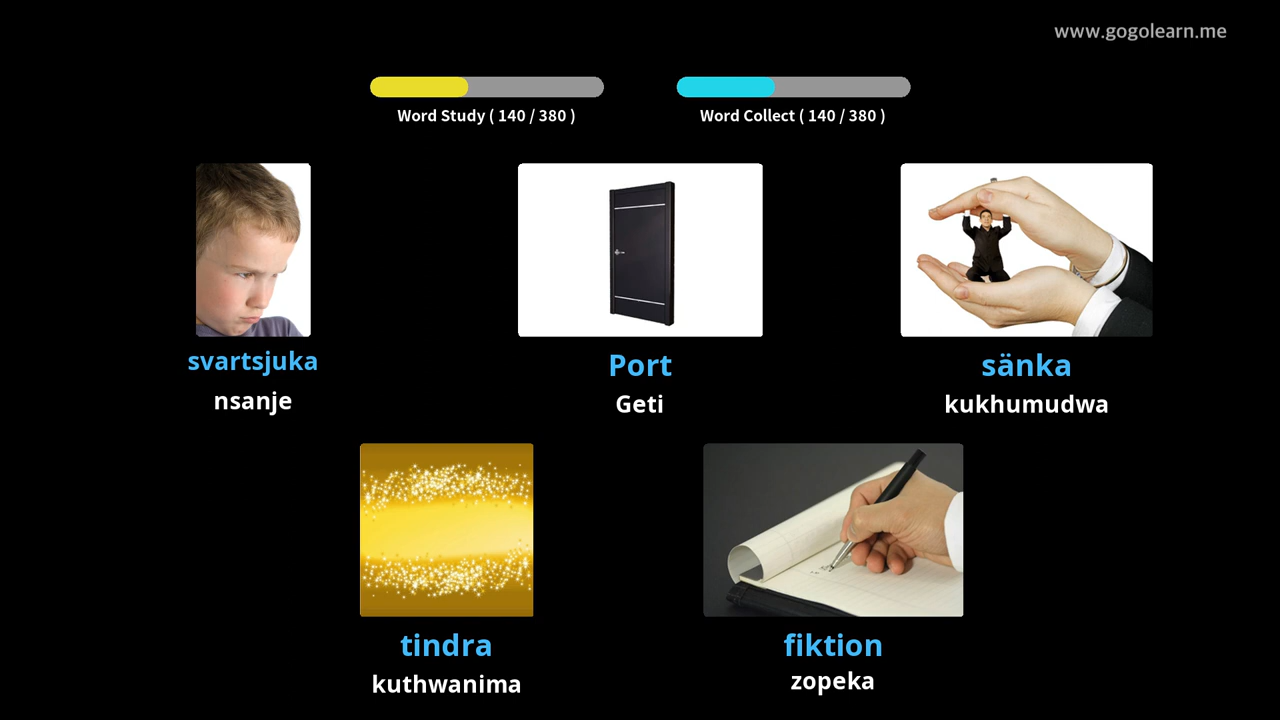 www.gogolearn.me
Word Study ( 140 / 380 )
Word Collect ( 140 / 380 )
svartsjuka
nsanje
Port
Geti
sänka
kukhumudwa
tindra
kuthwanima
fiktion
zopeka